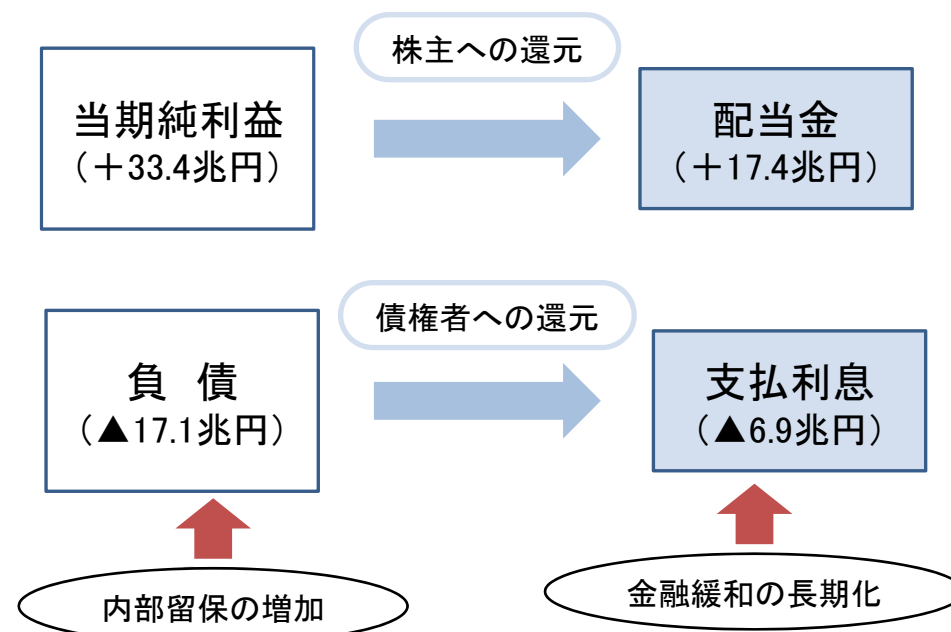 株主への還元
当期純利益
（＋33.4兆円）
配当金
（＋17.4兆円）
債権者への還元
負 債
（▲17.1兆円）
支払利息
（▲6.9兆円）
内部留保の増加
金融緩和の長期化